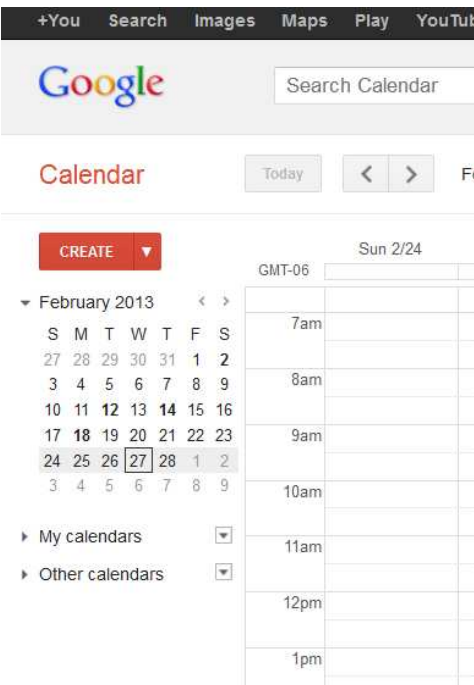 +You Search Images Maps Play YouTub
Google
Search Calendar
Calendar
Today < > F
CREATE
Sun 2/24
GMT-06
February 2013 < >
S M T W T F S
27 28 29 30 31 1 2
3 4 5 6 7 8 9
10 11 12 13 14 15 16
17 18 19 20 21 22 23
24 25 26 27 28 1 2
3 4 5 6 7 8 9
My calendars
Other calendars
7am
8am
9am
10am
11am
12pm
1pm